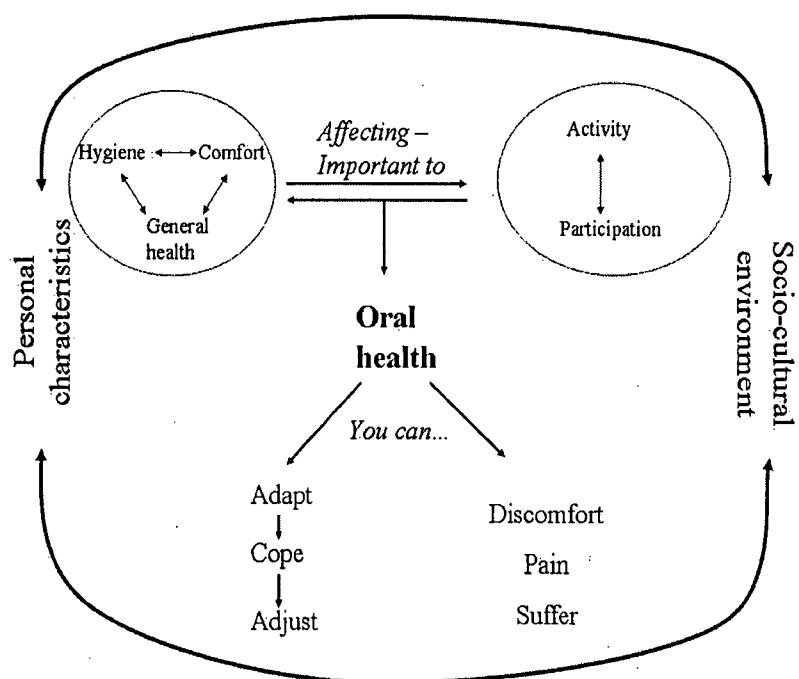 Affecting –
Important to
Hygiene
Comfort
General
health
Activity
Participation
Personal
characteristics
Socio-cultural
environment
Oral
health
You can...
Adapt
Cope
Adjust
Discomfort
Pain
Suffer